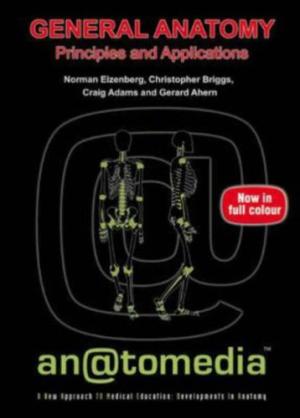 GENERAL ANATOMY
Principles and Applications
Norman Eizenberg, Christopher Briggs,
Craig Adams and Gerard Ahern
Now in
full colour
an@tomedia™
A New Approach TO Medical Education: Developments in Anatomy